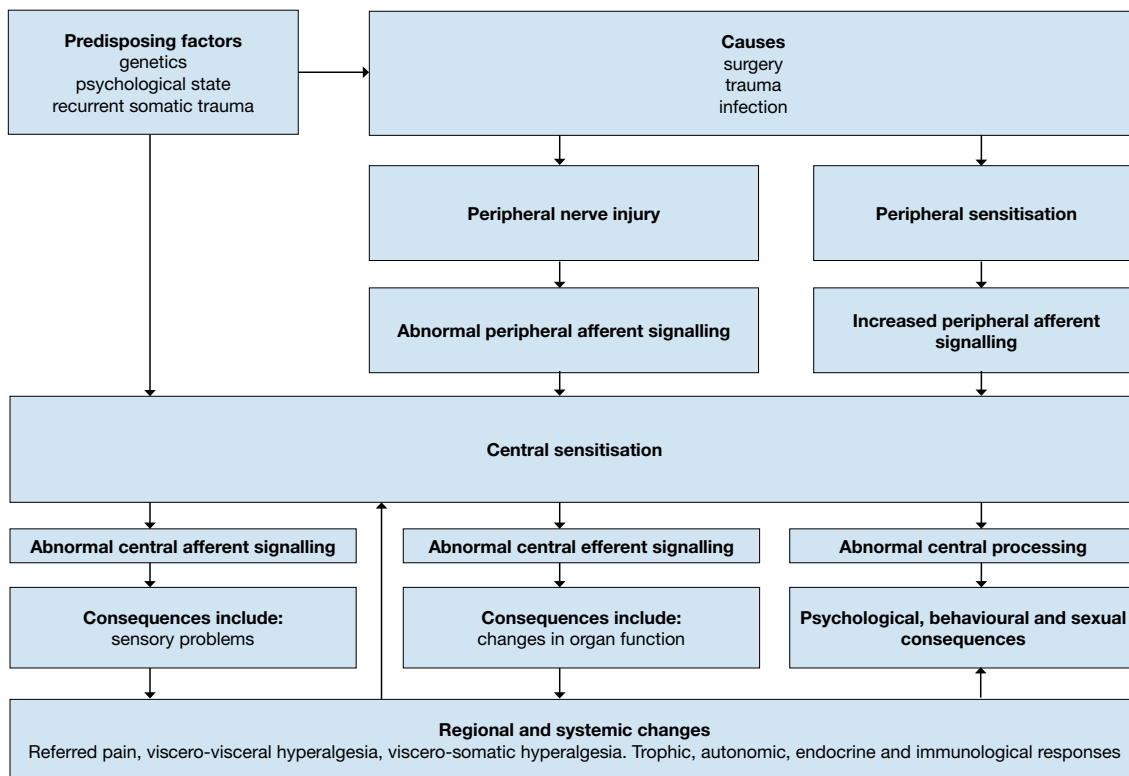 Predisposing factors
genetics
psychological state
recurrent somatic trauma
Causes
surgery
trauma
infection
Peripheral nerve injury
Peripheral sensitisation
Abnormal peripheral afferent signalling
Increased peripheral afferent
signalling
Central sensitisation
Abnormal central afferent signalling
Abnormal central efferent signalling
Abnormal central processing
Consequences include:
sensory problems
Consequences include:
changes in organ function
Psychological, behavioural and sexual
consequences
Regional and systemic changes
Referred pain, viscero-visceral hyperalgesia, viscero-somatic hyperalgesia. Trophic, autonomic, endocrine and immunological responses